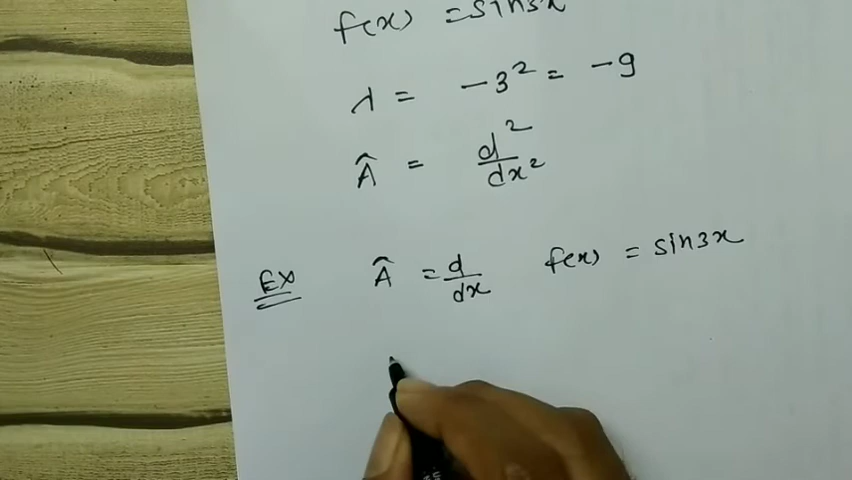 f(x) = sin3x
λ = -3² = -9
Â = d²/dx²
Ex Â = d/dx f(x) = sin3x